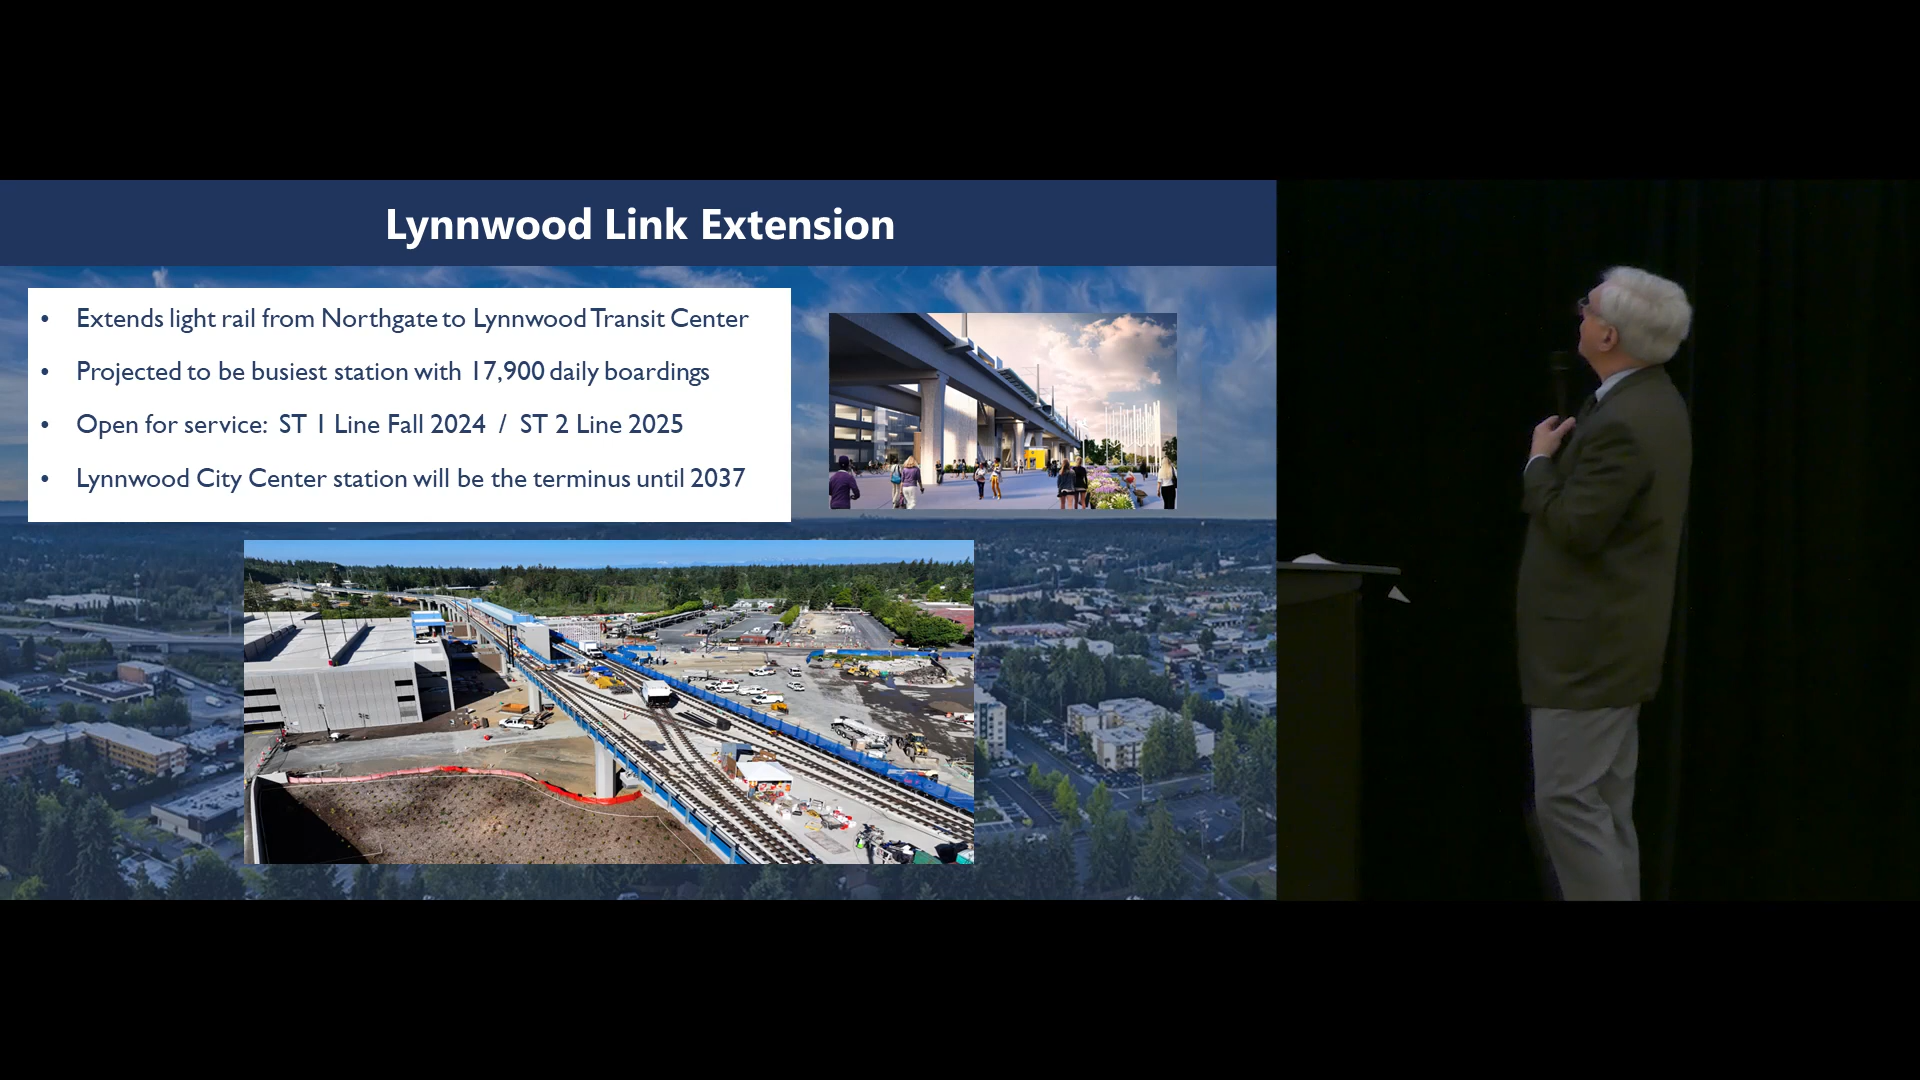 Lynnwood Link Extension
• Extends light rail from Northgate to Lynnwood Transit Center
• Projected to be busiest station with 17,900 daily boardings
• Open for service: ST 1 Line Fall 2024 / ST 2 Line 2025
• Lynnwood City Center station will be the terminus until 2037